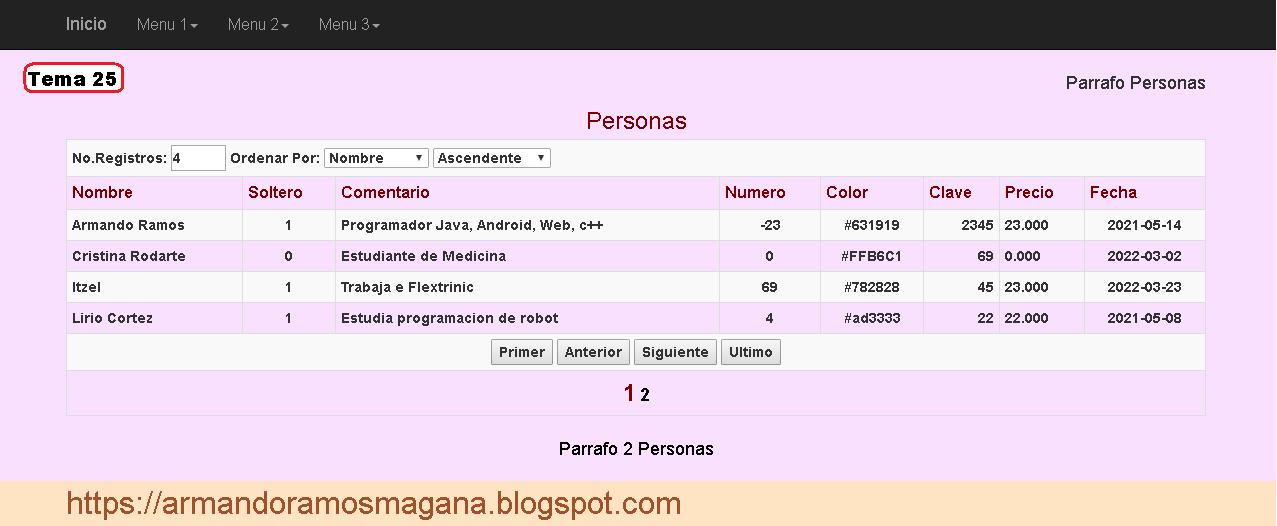 Inicio Menu 1 Menu 2 Menu 3
Tema 25
Parrafo Personas
Personas
No.Registros: 4 Ordenar Por: Nombre Ascendente
Nombre Soltero Comentario Numero Color Clave Precio Fecha
Armando Ramos 1 Programador Java, Android, Web, c++ -23 #631919 2345 23.000 2021-05-14
Cristina Rodarte 0 Estudiante de Medicina 0 #FFB6C1 69 0.000 2022-03-02
Itzel 1 Trabaja e Flextrinic 69 #782828 45 23.000 2022-03-23
Lirio Cortez 1 Estudia programacion de robot 4 #ad3333 22 22.000 2021-05-08
Primer Anterior Siguiente Ultimo
1 2
Parrafo 2 Personas
https://armandoramosmagana.blogspot.com